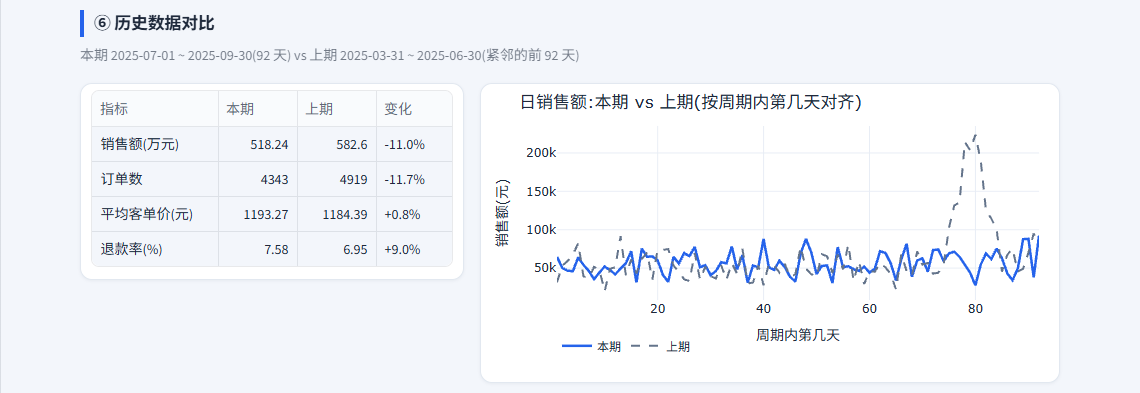 ⑥ 历史数据对比
本期 2025-07-01 ~ 2025-09-30(92 天) vs 上期 2025-03-31 ~ 2025-06-30(紧邻的前 92 天)
指标 本期 上期 变化
销售额(万元) 518.24 582.6 -11.0%
订单数 4343 4919 -11.7%
平均客单价(元) 1193.27 1184.39 +0.8%
退款率(%) 7.58 6.95 +9.0%
日销售额:本期 vs 上期(按周期内第几天对齐)
销售额(元)
200k
150k
100k
50k
20 40 60 80
周期内第几天
本期 上期